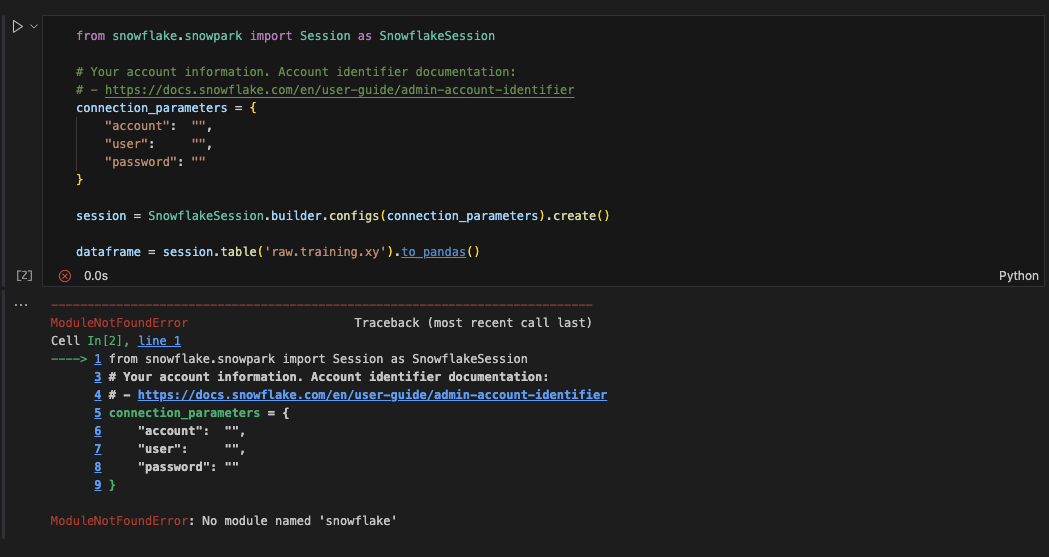 from snowflake.snowpark import Session as SnowflakeSession
# Your account information. Account identifier documentation:
# - https://docs.snowflake.com/en/user-guide/admin-account-identifier
connection_parameters = {
    "account":  "",
    "user":     "",
    "password": ""
}
session = SnowflakeSession.builder.configs(connection_parameters).create()
dataframe = session.table('raw.training.xy').to_pandas()
[2] 0.0s Python
... ---------------------------------------------------------------------------
ModuleNotFoundError                       Traceback (most recent call last)
Cell In[2], line 1
----> 1 from snowflake.snowpark import Session as SnowflakeSession
      3 # Your account information. Account identifier documentation:
      4 # - https://docs.snowflake.com/en/user-guide/admin-account-identifier
      5 connection_parameters = {
      6     "account":  "",
      7     "user":     "",
      8     "password": ""
      9 }
ModuleNotFoundError: No module named 'snowflake'